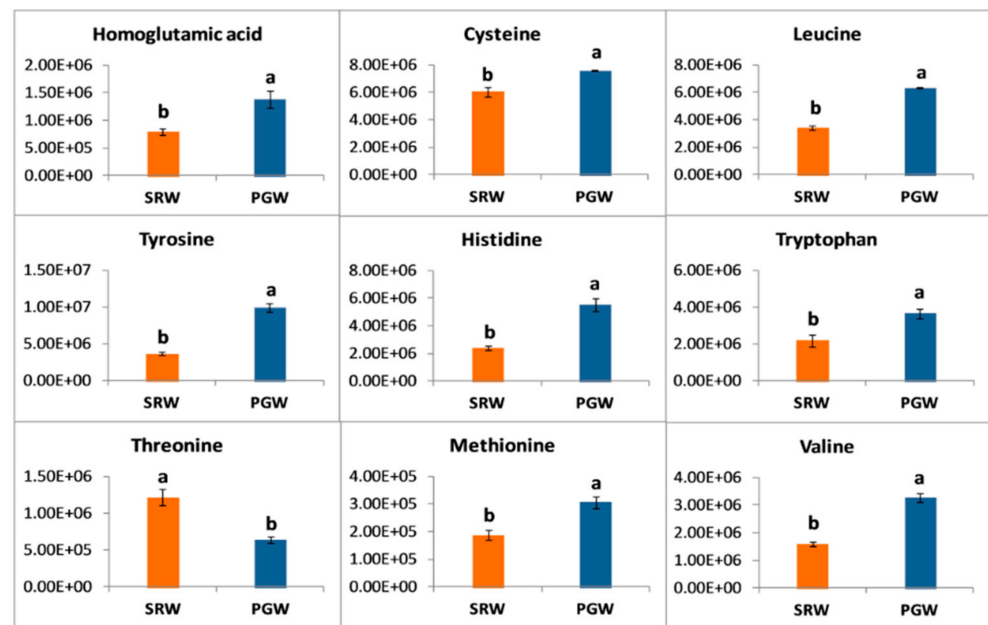 Homoglutamic acid
2.00E+06
1.50E+06
1.00E+06
5.00E+05
0.00E+00
b
a
SRW PGW
Cysteine
8.00E+06
6.00E+06
4.00E+06
2.00E+06
0.00E+00
b
a
SRW PGW
Leucine
8.00E+06
6.00E+06
4.00E+06
2.00E+06
0.00E+00
b
a
SRW PGW
Tyrosine
1.50E+07
1.00E+07
5.00E+06
0.00E+00
b
a
SRW PGW
Histidine
8.00E+06
6.00E+06
4.00E+06
2.00E+06
0.00E+00
b
a
SRW PGW
Tryptophan
6.00E+06
4.00E+06
2.00E+06
0.00E+00
b
a
SRW PGW
Threonine
1.50E+06
1.00E+06
5.00E+05
0.00E+00
a
b
SRW PGW
Methionine
4.00E+05
3.00E+05
2.00E+05
1.00E+05
0.00E+00
b
a
SRW PGW
Valine
4.00E+06
3.00E+06
2.00E+06
1.00E+06
0.00E+00
b
a
SRW PGW